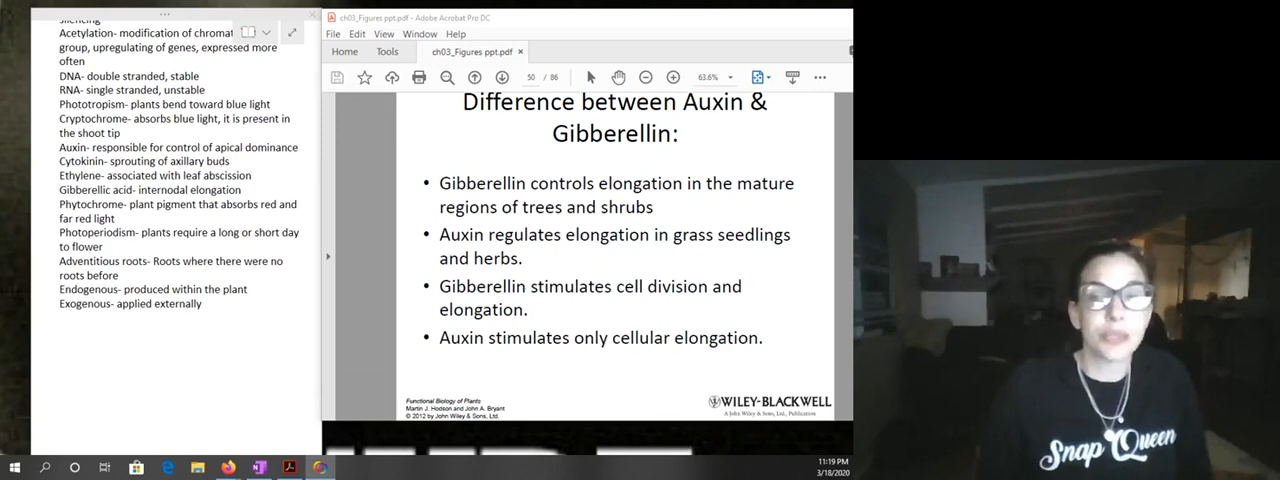 silencing
Acetylation- modification of chromat
group, upregulating of genes, expressed more
often
DNA- double stranded, stable
RNA- single stranded, unstable
Phototropism- plants bend toward blue light
Cryptochrome- absorbs blue light, it is present in
the shoot tip
Auxin- responsible for control of apical dominance
Cytokinin- sprouting of axillary buds
Ethylene- associated with leaf abscission
Gibberellic acid- internodal elongation
Phytochrome- plant pigment that absorbs red and
far red light
Photoperiodism- plants require a long or short day
to flower
Adventitious roots- Roots where there were no
roots before
Endogenous- produced within the plant
Exogenous- applied externally
ch03_Figures ppt.pdf - Adobe Acrobat Pro DC
File Edit View Window Help
Home Tools ch03_Figures ppt.pdf ×
50 / 86 63.6%
Difference between Auxin &
Gibberellin:
• Gibberellin controls elongation in the mature
regions of trees and shrubs
• Auxin regulates elongation in grass seedlings
and herbs.
• Gibberellin stimulates cell division and
elongation.
• Auxin stimulates only cellular elongation.
Functional Biology of Plants
Martin J. Hodson and John A. Bryant
© 2012 by John Wiley & Sons, Ltd.
WILEY-BLACKWELL
A John Wiley & Sons, Ltd., Publication
11:19 PM
3/18/2020
Snap Queen